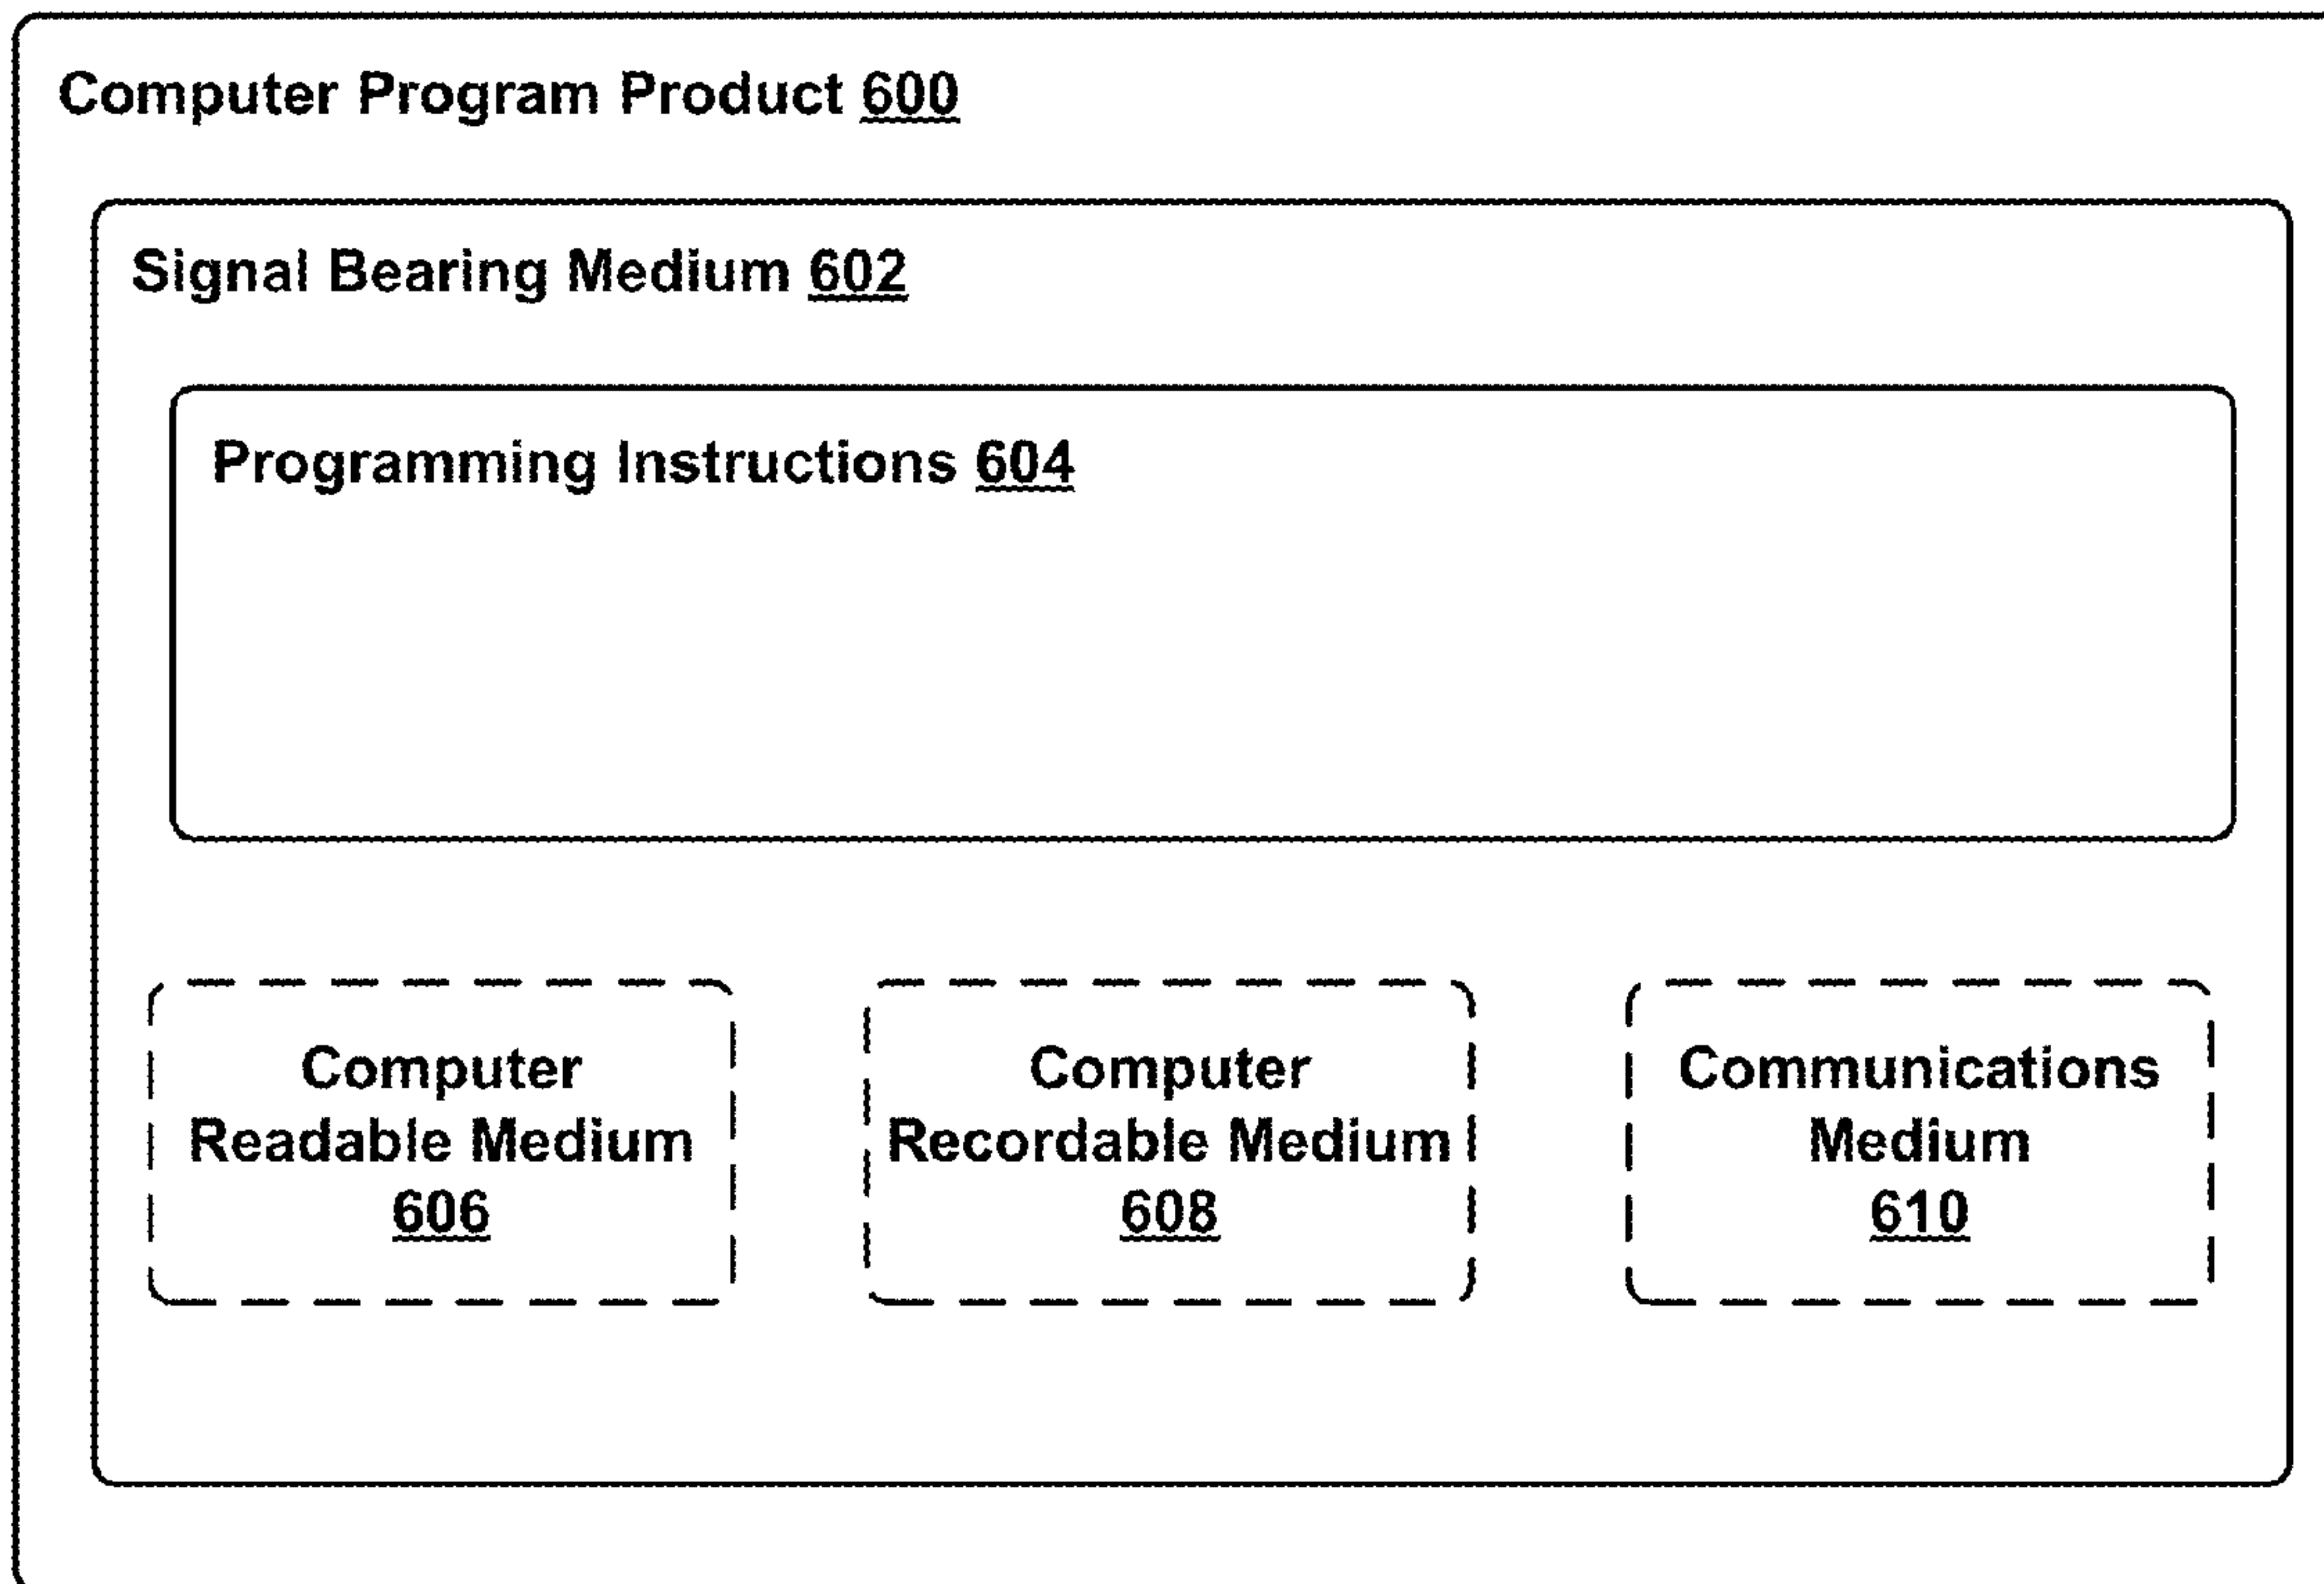 Computer Program Product 600
Signal Bearing Medium 602
Programming Instructions 604
Computer
Readable Medium
606
Computer
Recordable Medium
608
Communications
Medium
610